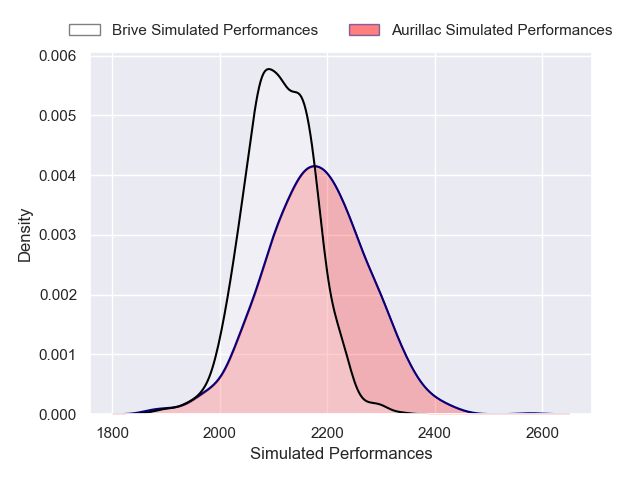 Brive Simulated Performances Aurillac Simulated Performances
0.006
0.005
0.004
0.003
0.002
0.001
0.000
Density
1800 2000 2200 2400 2600
Simulated Performances